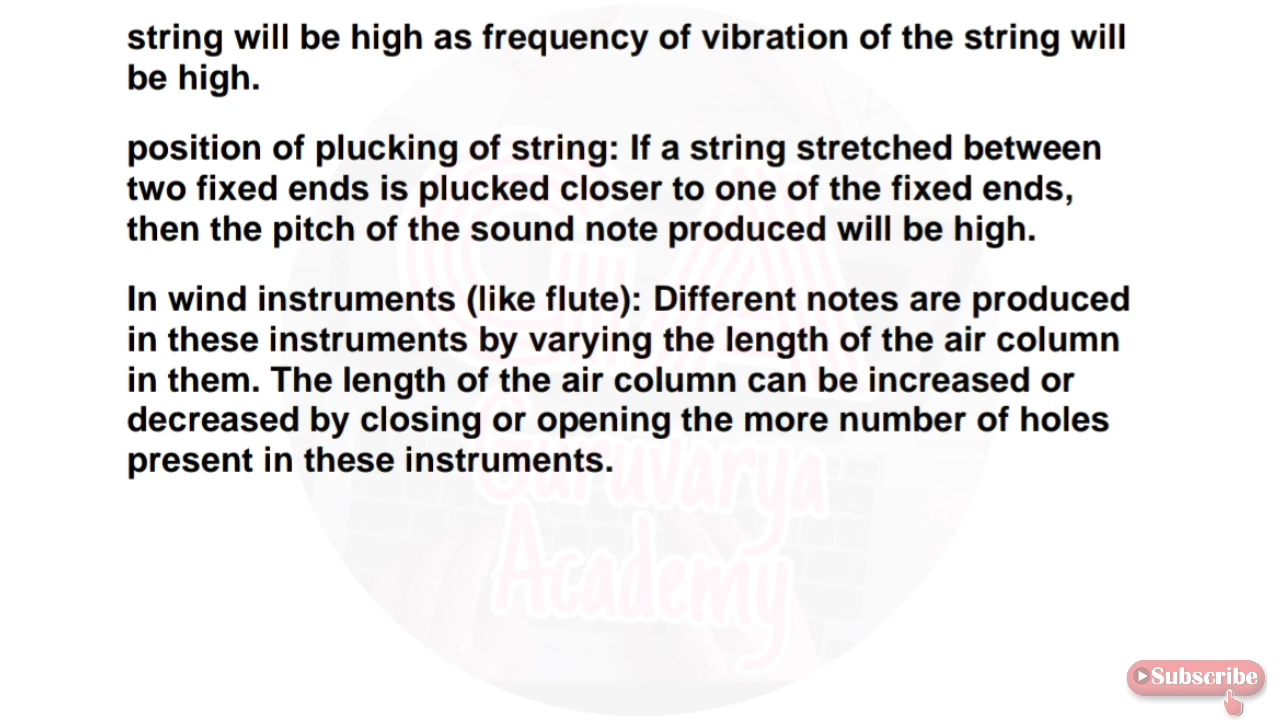 string will be high as frequency of vibration of the string will
be high.
position of plucking of string: If a string stretched between
two fixed ends is plucked closer to one of the fixed ends,
then the pitch of the sound note produced will be high.
In wind instruments (like flute): Different notes are produced
in these instruments by varying the length of the air column
in them. The length of the air column can be increased or
decreased by closing or opening the more number of holes
present in these instruments.
GA
Guruvarya
Academy
Subscribe